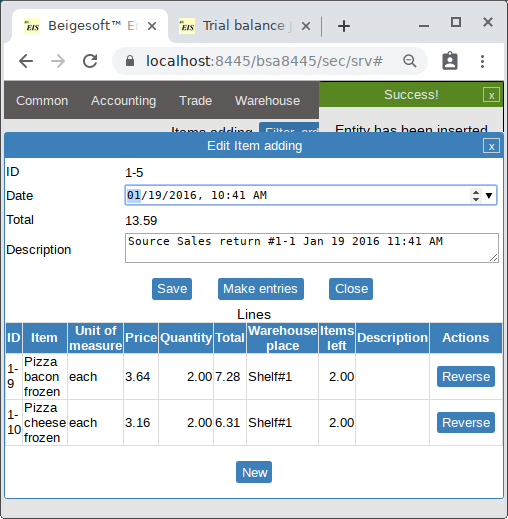 EIS Beigesoft™ En
EIS Trial balance
localhost:8445/bsa8445/sec/srv#
Common Accounting Trade Warehouse
Success! x
Items adding Filter, ord
Entity has been inserted
Edit Item adding x
ID 1-5
Date 01/19/2016, 10:41 AM
Total 13.59
Description Source Sales return #1-1 Jan 19 2016 11:41 AM
Save Make entries Close
Lines
ID Item Unit of measure Price Quantity Total Warehouse place Items left Description Actions
1-9 Pizza bacon frozen each 3.64 2.00 7.28 Shelf#1 2.00 Reverse
1-10 Pizza cheese frozen each 3.16 2.00 6.31 Shelf#1 2.00 Reverse
New